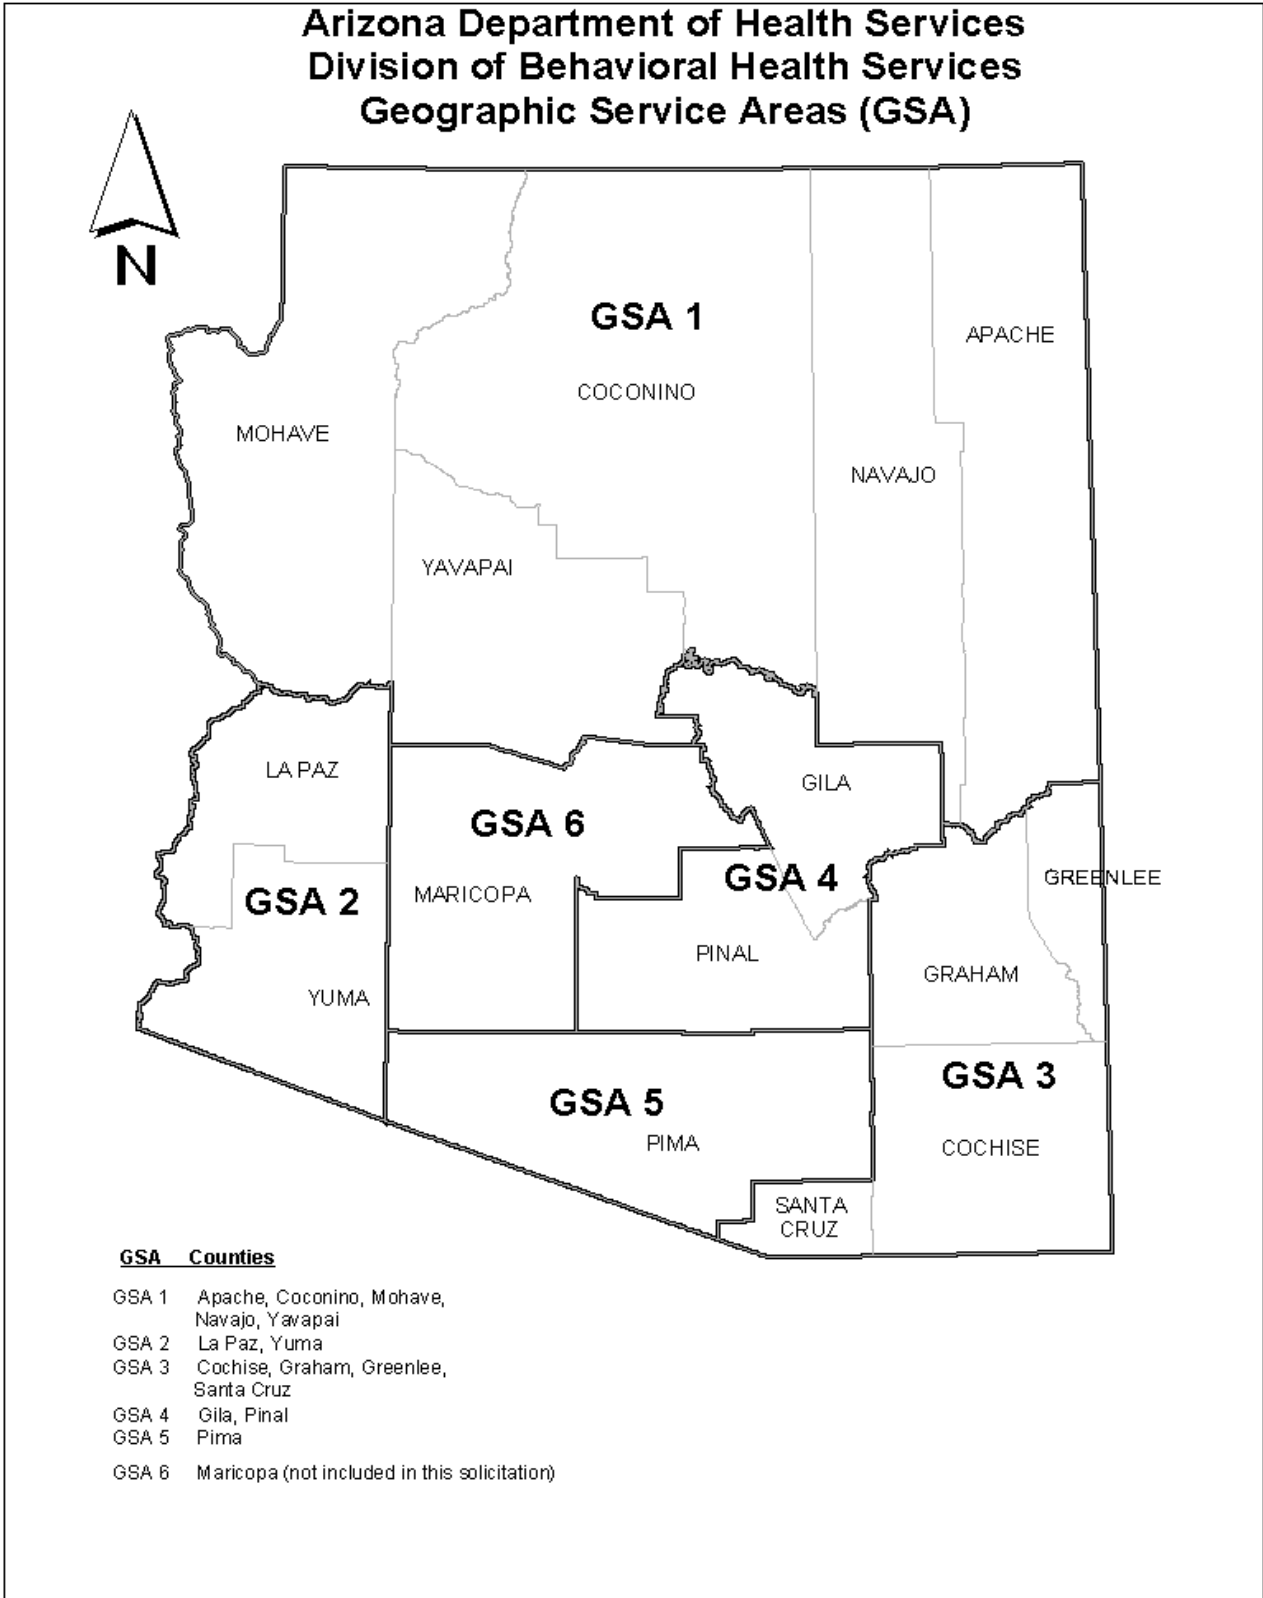 Arizona Department of Health Services
Division of Behavioral Health Services
Geographic Service Areas (GSA)
N
GSA 1
APACHE
COCONINO
MOHAVE
NAVAJO
YAVAPAI
LA PAZ
GILA
GSA 6
GSA 4
GREENLEE
MARICOPA
GSA 2
PINAL
GRAHAM
YUMA
GSA 3
GSA 5
PIMA
COCHISE
SANTA
CRUZ
GSA Counties
GSA 1 Apache, Coconino, Mohave,
Navajo, Yavapai
GSA 2 La Paz, Yuma
GSA 3 Cochise, Graham, Greenlee,
Santa Cruz
GSA 4 Gila, Pinal
GSA 5 Pima
GSA 6 Maricopa (not included in this solicitation)